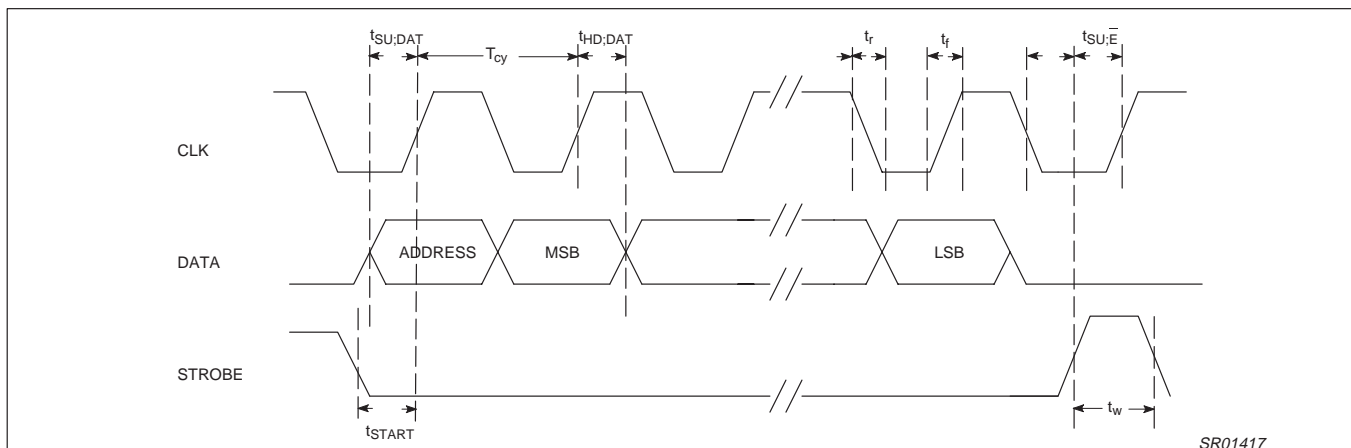 tSU;DAT Tcy tHD;DAT tr tf tSU;E̅
CLK
DATA ADDRESS MSB LSB
STROBE
tSTART tw
SR01417